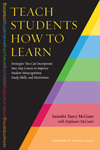 TEACH
STUDENTS
HOW TO
LEARN
Strategies You Can Incorporate
Into Any Course to Improve
Student Metacognition,
Study Skills, and Motivation
Saundra Yancy McGuire
with Stephanie McGuire